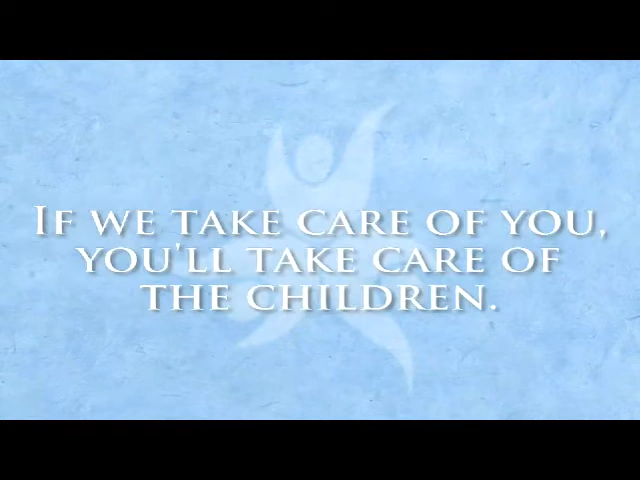 If we take care of you,
you'll take care of
the children.